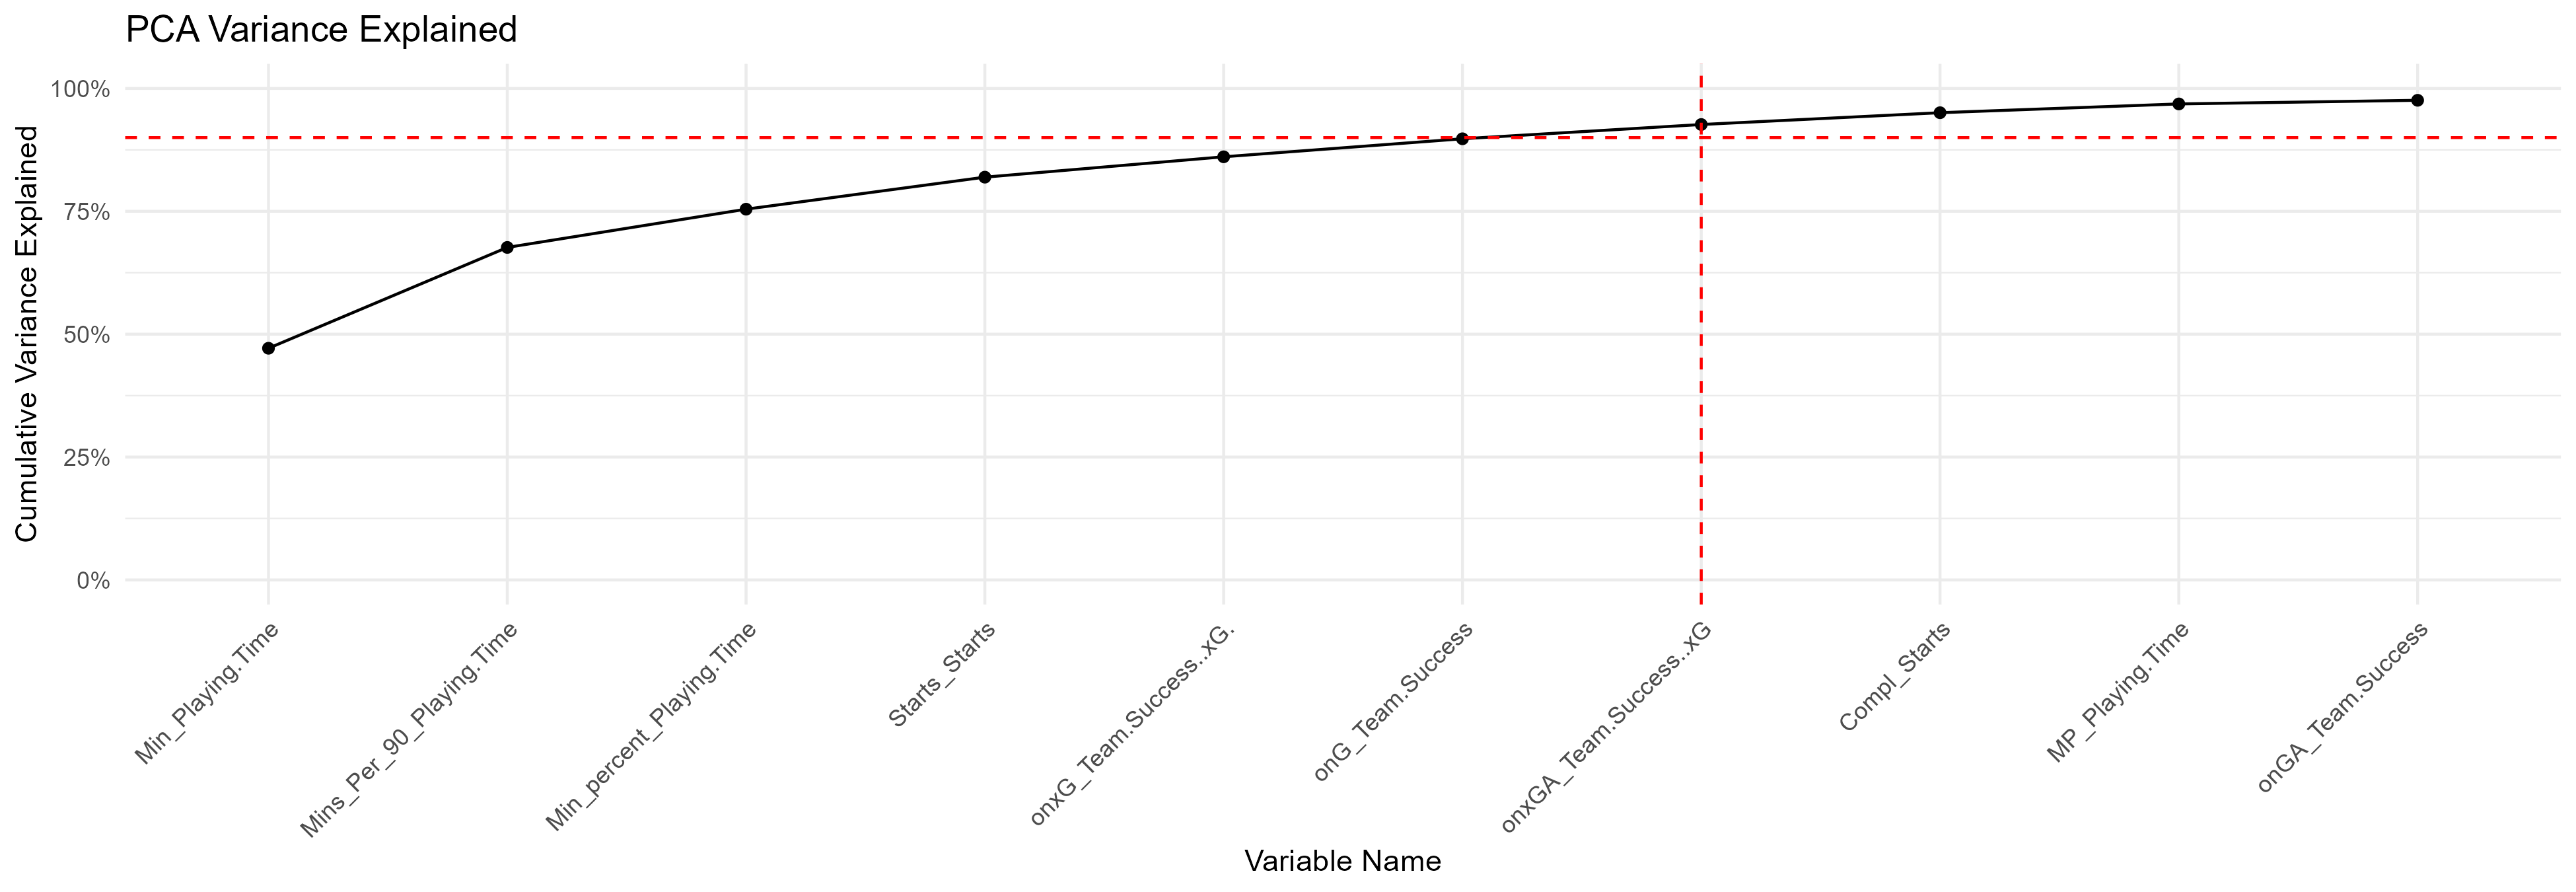 PCA Variance Explained
Cumulative Variance Explained
100%
75%
50%
25%
0%
Min_Playing.Time
Mins_Per_90_Playing.Time
Min_percent_Playing.Time
Starts_Starts
onxG_Team.Success..xG.
onG_Team.Success
onxGA_Team.Success..xG
Compl_Starts
MP_Playing.Time
onGA_Team.Success
Variable Name